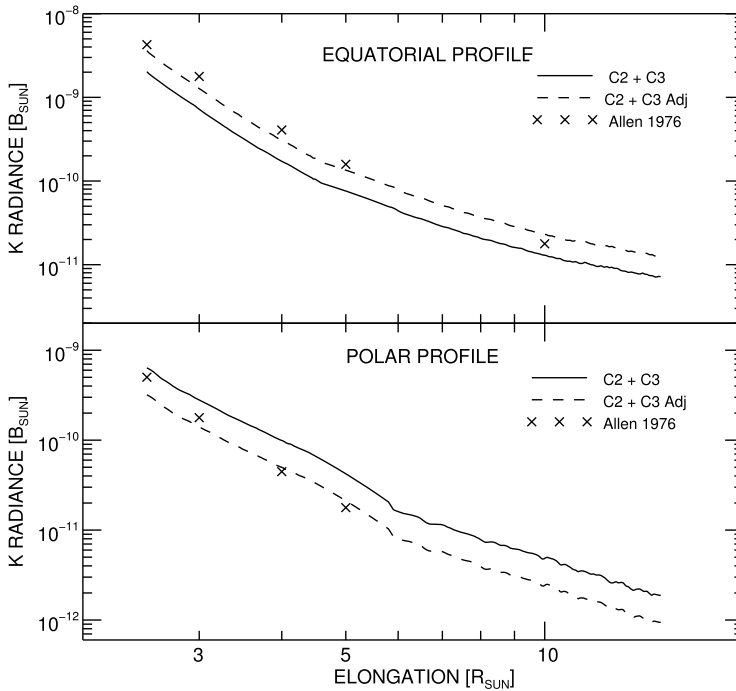 EQUATORIAL PROFILE
C2 + C3
C2 + C3 Adj
Allen 1976
K RADIANCE [B_SUN]
10^-8
10^-9
10^-10
10^-11
POLAR PROFILE
C2 + C3
C2 + C3 Adj
Allen 1976
K RADIANCE [B_SUN]
10^-9
10^-10
10^-11
10^-12
3 5 10
ELONGATION [R_SUN]